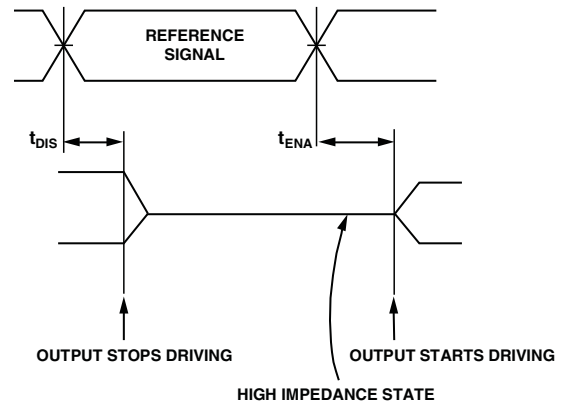 REFERENCE
SIGNAL
tDIS
tENA
OUTPUT STOPS DRIVING
OUTPUT STARTS DRIVING
HIGH IMPEDANCE STATE